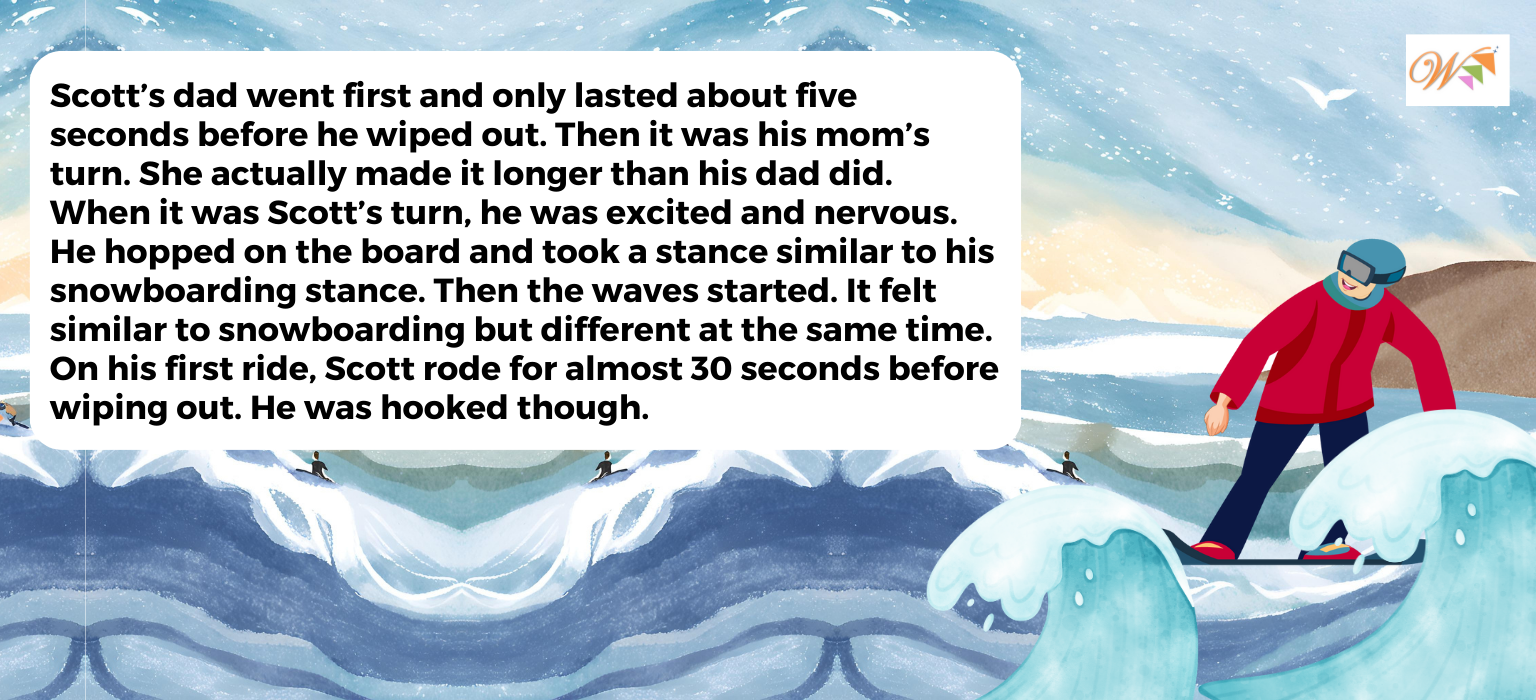 Scott’s dad went first and only lasted about five
seconds before he wiped out. Then it was his mom’s
turn. She actually made it longer than his dad did.
When it was Scott’s turn, he was excited and nervous.
He hopped on the board and took a stance similar to his
snowboarding stance. Then the waves started. It felt
similar to snowboarding but different at the same time.
On his first ride, Scott rode for almost 30 seconds before
wiping out. He was hooked though.
W